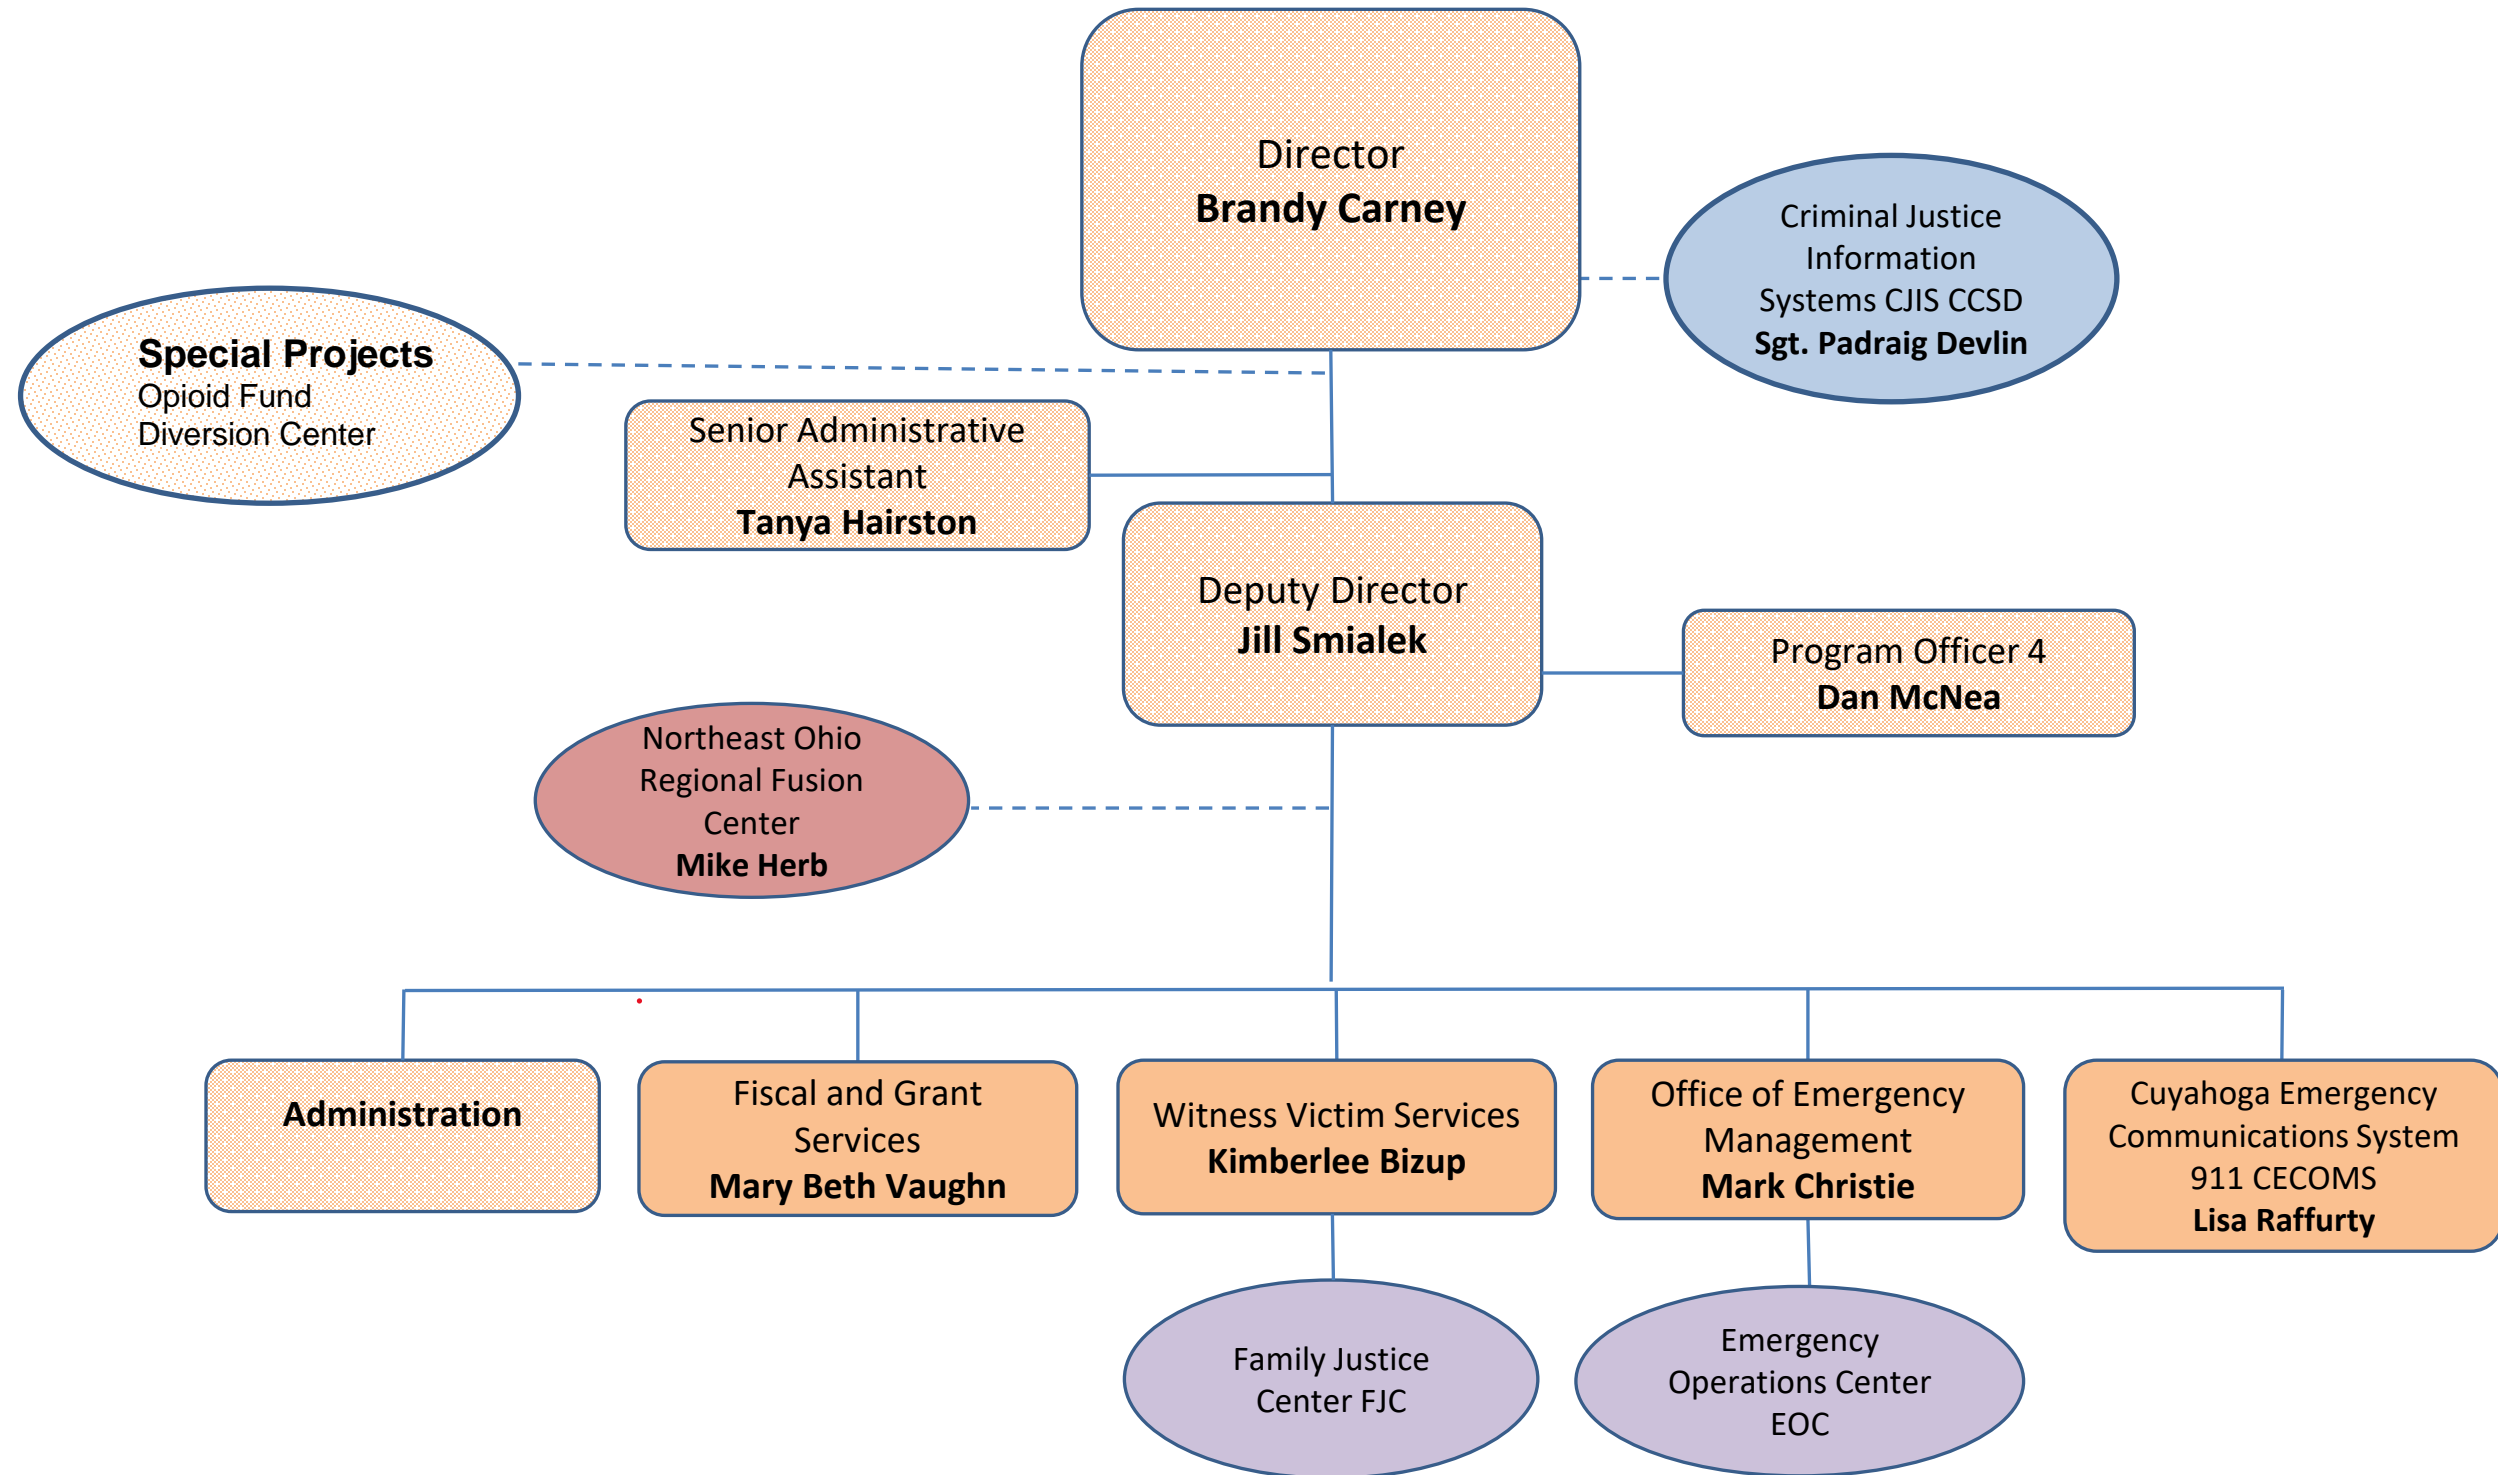 Director
Brandy Carney
Criminal Justice
Information
Systems CJIS CCSD
Sgt. Padraig Devlin
Special Projects
Opioid Fund
Diversion Center
Senior Administrative
Assistant
Tanya Hairston
Deputy Director
Jill Smialek
Program Officer 4
Dan McNea
Northeast Ohio
Regional Fusion
Center
Mike Herb
Administration
Fiscal and Grant
Services
Mary Beth Vaughn
Witness Victim Services
Kimberlee Bizup
Office of Emergency
Management
Mark Christie
Cuyahoga Emergency
Communications System
911 CECOMS
Lisa Raffurty
Family Justice
Center FJC
Emergency
Operations Center
EOC